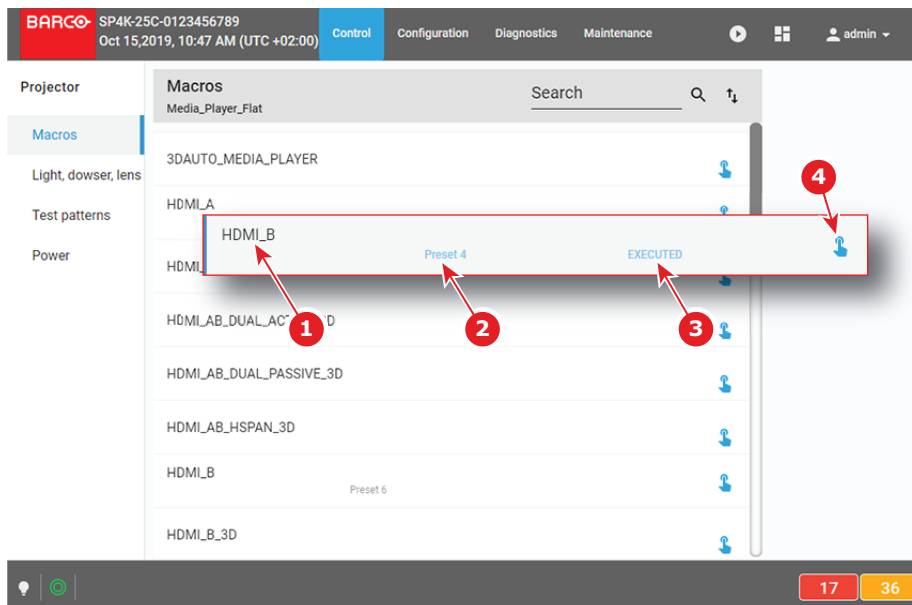 BARCO
SP4K-25C-0123456789
Oct 15,2019, 10:47 AM (UTC +02:00)
Control
Configuration
Diagnostics
Maintenance
admin
Projector
Macros
Light, dowser, lens
Test patterns
Power
Macros
Media_Player_Flat
Search
3DAUTO_MEDIA_PLAYER
HDMI_A
4
HDMI_B
Preset 4
EXECUTED
HDMI_
1
2
3
HDMI_AB_DUAL_AC
D
HDMI_AB_DUAL_PASSIVE_3D
HDMI_AB_HSPAN_3D
HDMI_B
Preset 6
HDMI_B_3D
17
36